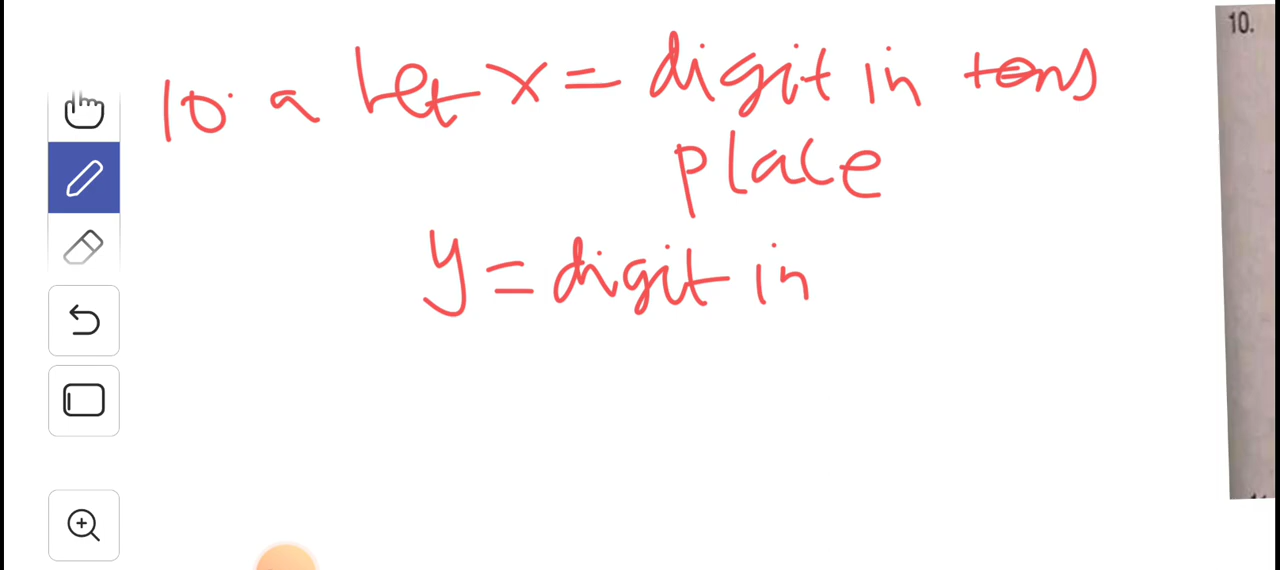 10.
10. a let x = digit in tens
place
y = digit in